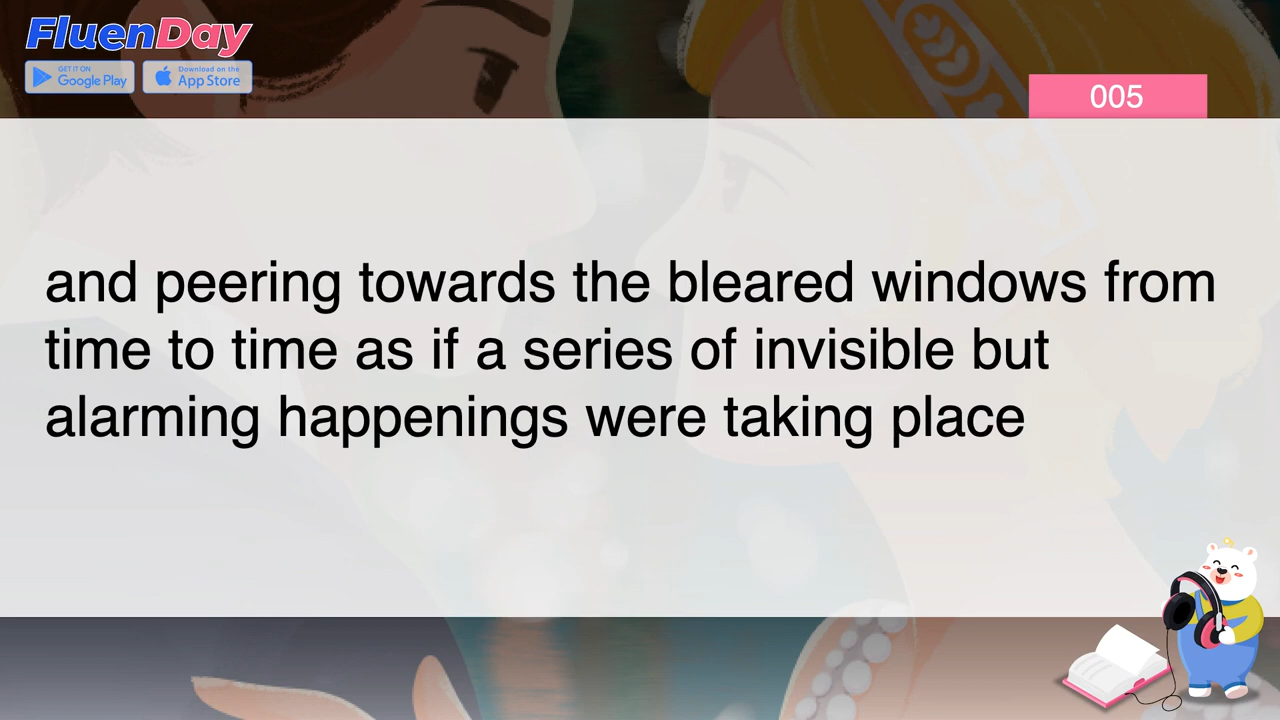 FluenDay
GET IT ON
Google Play
Download on the
App Store
005
and peering towards the bleared windows from
time to time as if a series of invisible but
alarming happenings were taking place